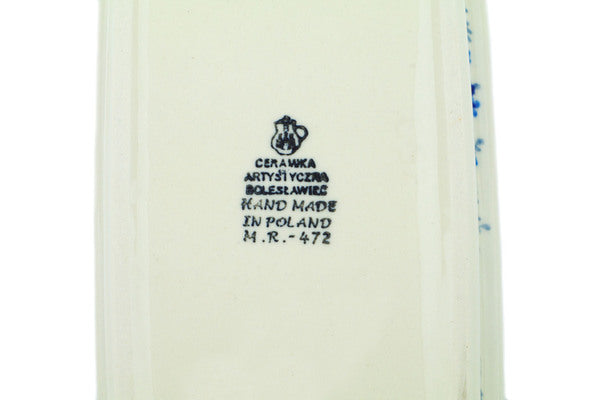 CERAMIKA
ARTYSTYCZNA
BOLESŁAWIEC
HAND MADE
IN POLAND
M.R.-472